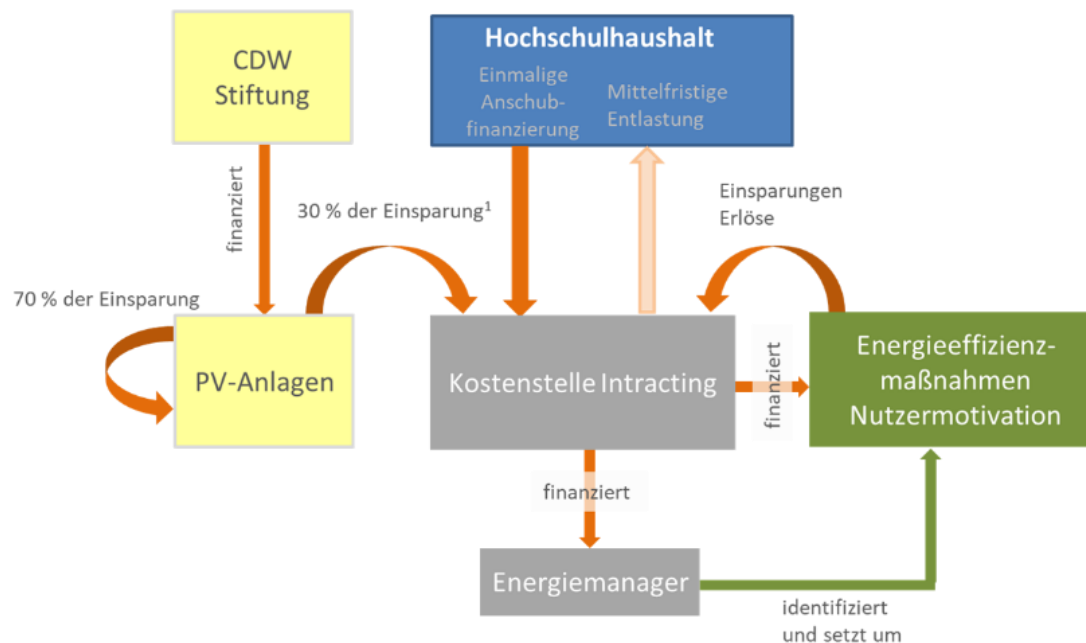 CDW
Stiftung
Hochschulhaushalt
Einmalige
Anschub-
finanzierung
Mittelfristige
Entlastung
finanziert
30 % der Einsparung¹
Einsparungen
Erlöse
70 % der Einsparung
PV-Anlagen
Kostenstelle Intracting
finanziert
Energieeffizienz-
maßnahmen
Nutzermotivation
finanziert
Energiemanager
identifiziert
und setzt um